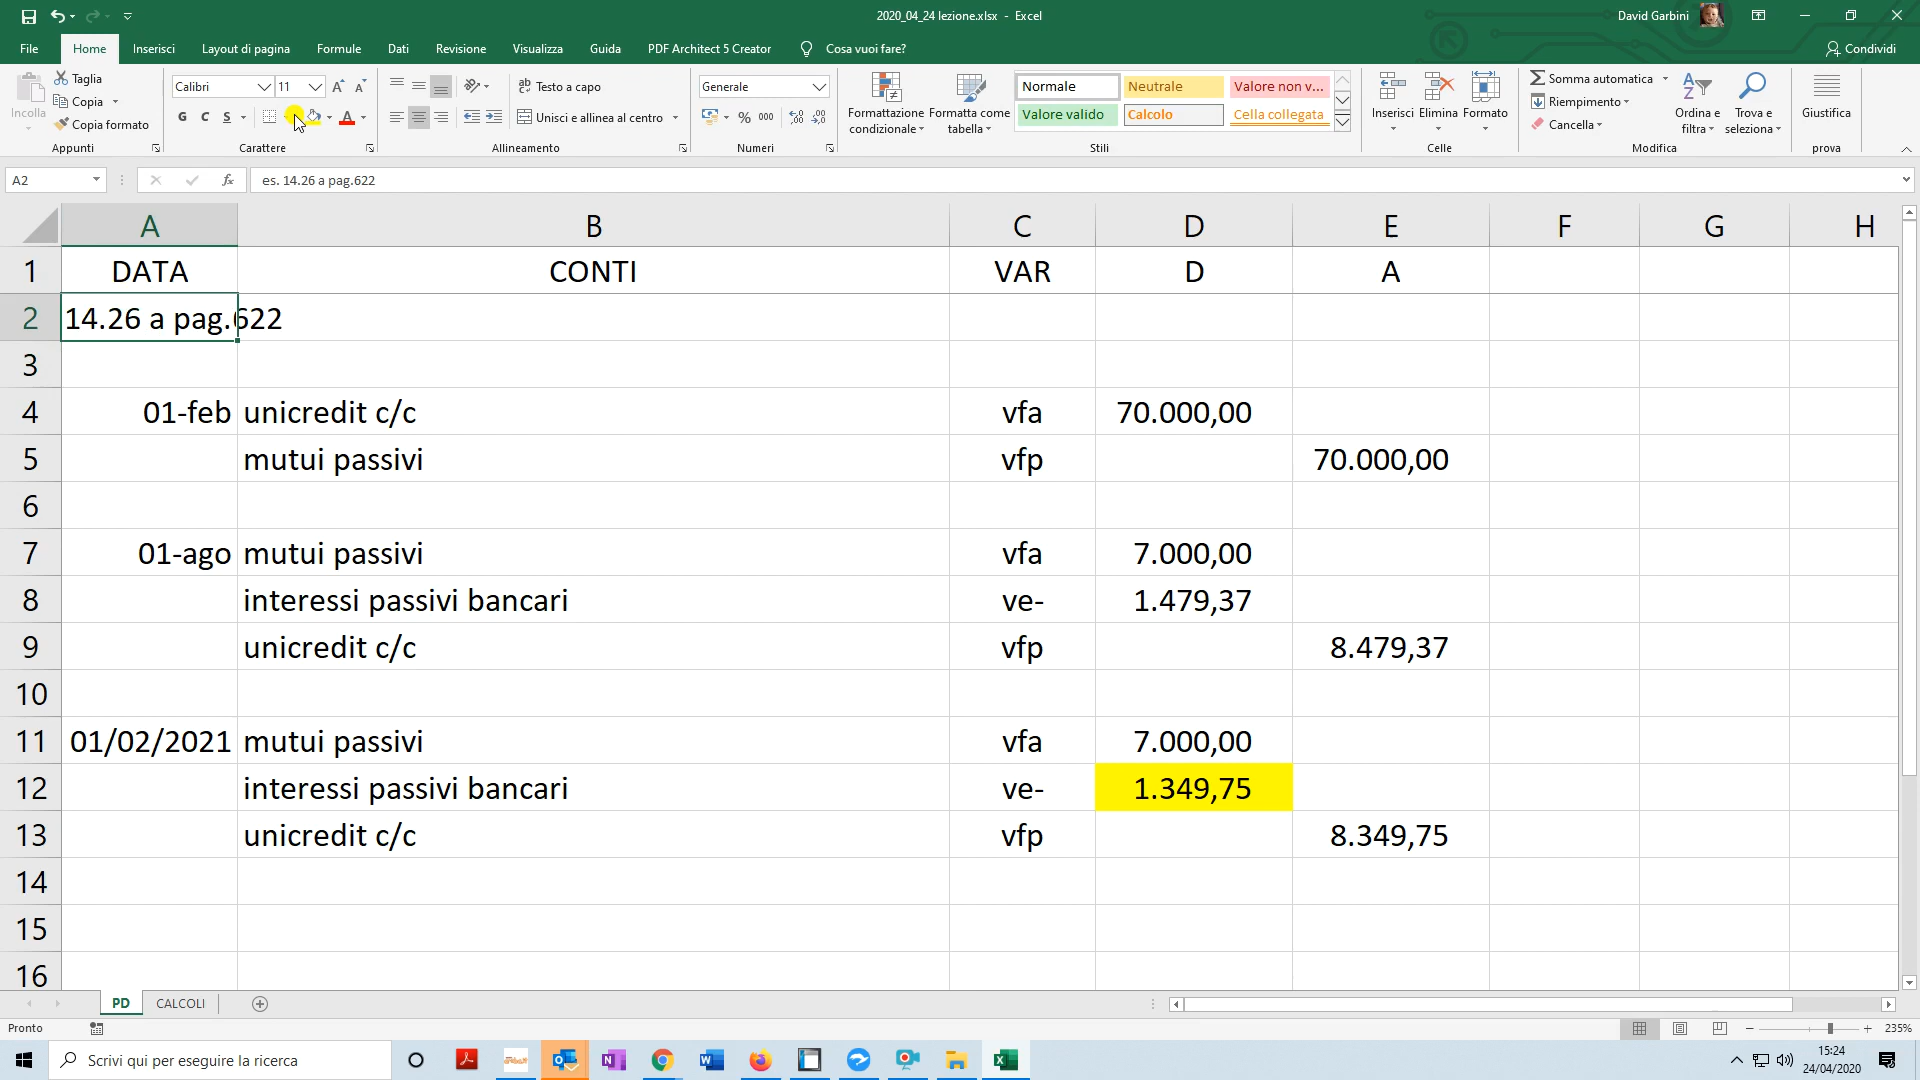 2020_04_24 lezione.xlsx - Excel
David Garbini
File Home Inserisci Layout di pagina Formule Dati Revisione Visualizza Guida PDF Architect 5 Creator Cosa vuoi fare? Condividi
Incolla
Taglia
Copia
Copia formato
Appunti
Calibri 11
G C S A
Carattere
Testo a capo
Unisci e allinea al centro
Allineamento
Generale
% 000
Numeri
Formattazione condizionale
Formatta come tabella
Normale Neutrale Valore non v...
Valore valido Calcolo Cella collegata
Stili
Inserisci Elimina Formato
Celle
Somma automatica
Riempimento
Cancella
Ordina e filtra
Trova e seleziona
Modifica
Giustifica
prova
A2 fx es. 14.26 a pag.622
A B C D E F G H
1 DATA CONTI VAR D A
2 14.26 a pag.622
3
4 01-feb unicredit c/c vfa 70.000,00
5 mutui passivi vfp 70.000,00
6
7 01-ago mutui passivi vfa 7.000,00
8 interessi passivi bancari ve- 1.479,37
9 unicredit c/c vfp 8.479,37
10
11 01/02/2021 mutui passivi vfa 7.000,00
12 interessi passivi bancari ve- 1.349,75
13 unicredit c/c vfp 8.349,75
14
15
16
PD CALCOLI
Pronto 235%
Scrivi qui per eseguire la ricerca
15:24
24/04/2020